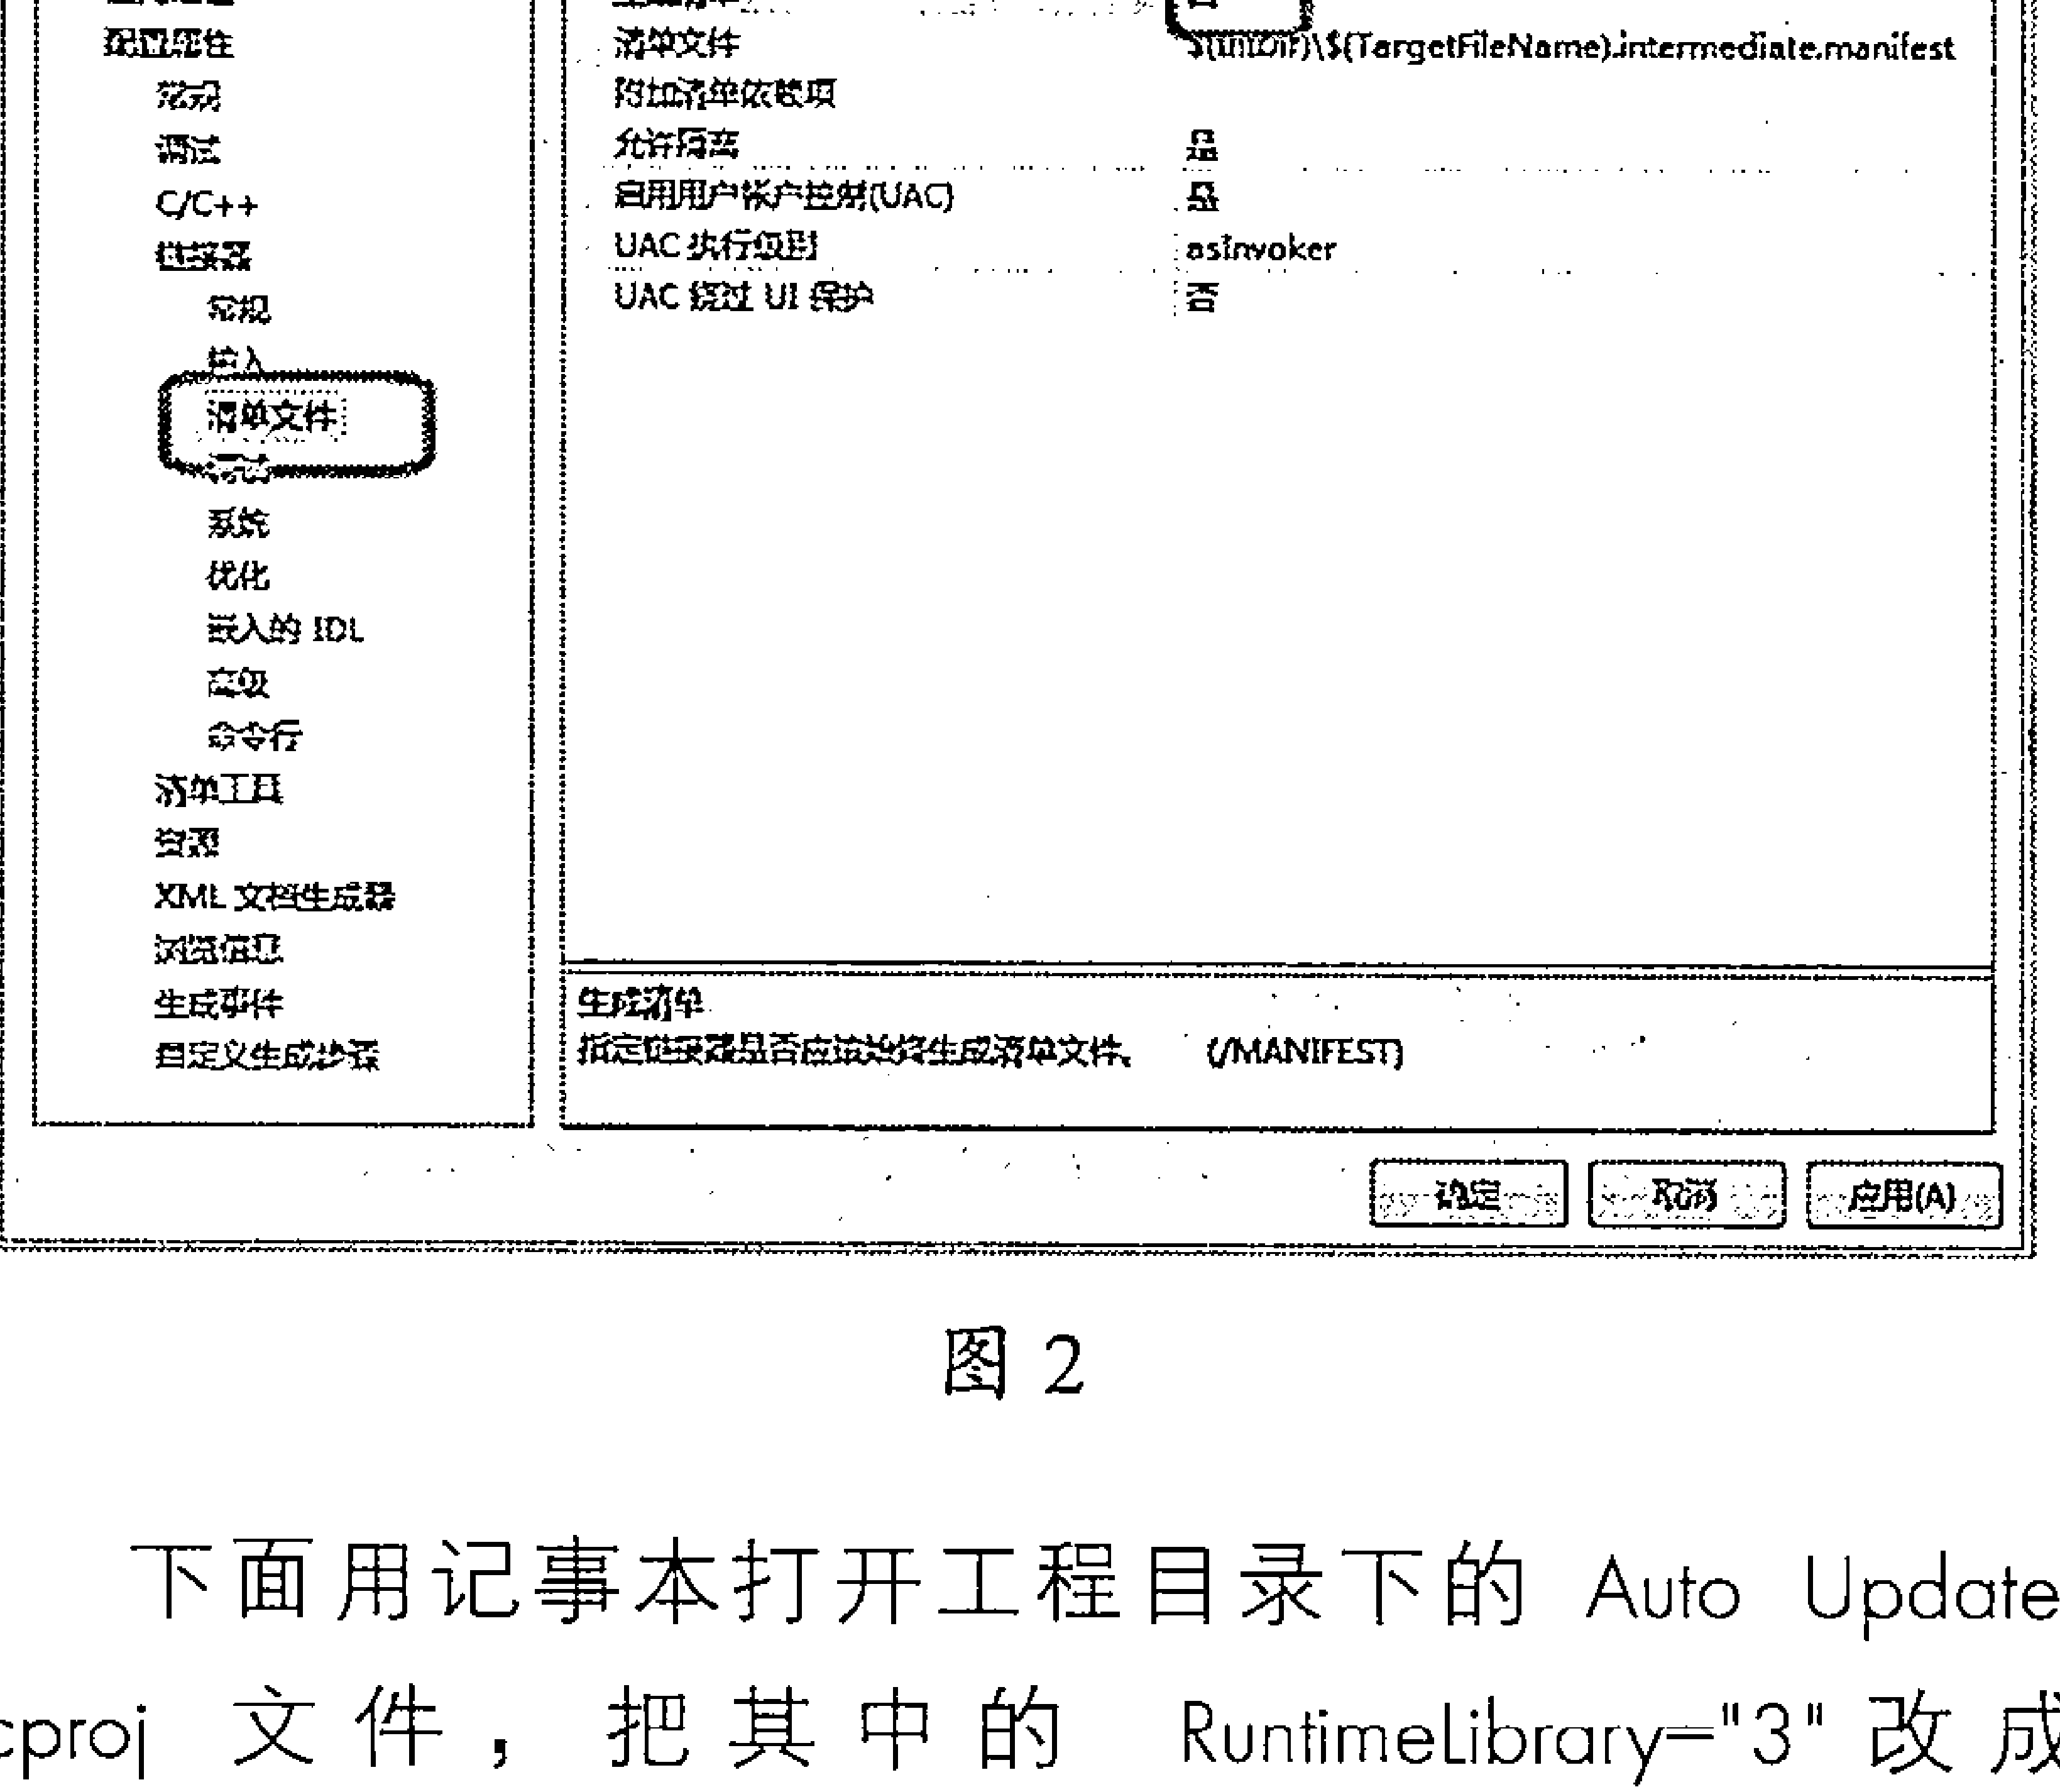 配置属性
常规
调试
C/C++
链接器
常规
输入
清单文件
调试
系统
优化
嵌入的 IDL
高级
命令行
清单工具
资源
XML 文档生成器
浏览信息
生成事件
自定义生成步骤
清单文件 $(IntDir)\$(TargetFileName).intermediate.manifest
附加清单依赖项
允许隔离 是
启用用户帐户控制(UAC) 是
UAC 执行级别 asInvoker
UAC 绕过 UI 保护 否
生成清单
指定链接器是否应该始终生成清单文件。 (/MANIFEST)
确定 取消 应用(A)
图 2
下面用记事本打开工程目录下的 Auto Update
cproj 文件，把其中的 RuntimeLibrary="3" 改成